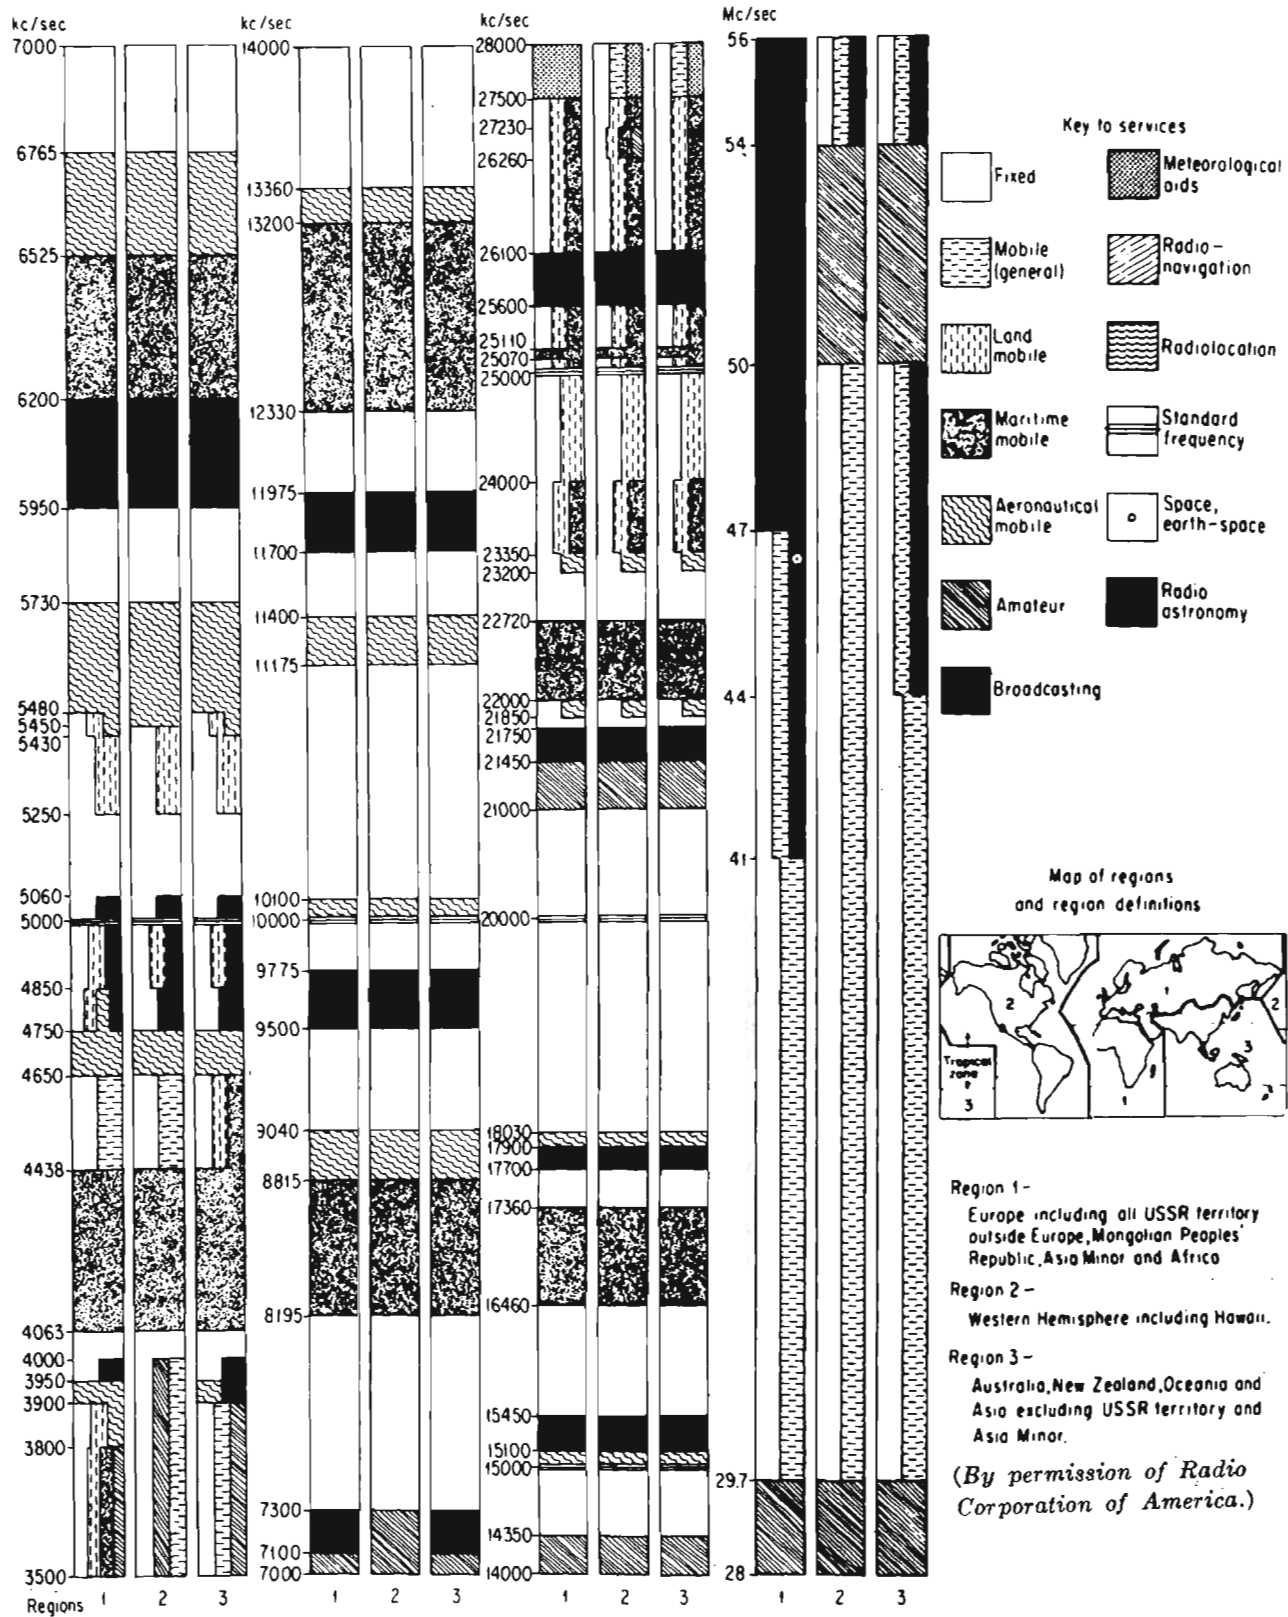 kc/sec
7000
6765
6525
6200
5950
5730
5480
5450
5430
5250
5060
5000
4850
4750
4650
4438
4063
4000
3950
3900
3800
3500
Regions 1 2 3
kc/sec
14000
13360
13200
12330
11975
11700
11400
11175
10100
10000
9775
9500
9040
8815
8195
7300
7100
7000
1 2 3
kc/sec
28000
27500
27230
26260
26100
25600
25110
25070
25000
24000
23350
23200
22720
22000
21850
21750
21450
21000
20000
18030
17900
17700
17360
16460
15450
15100
15000
14350
14000
1 2 3
Mc/sec
56
54
50
47
44
41
29.7
28
1 2 3
Key to services
Fixed
Mobile
(general)
Land
mobile
Maritime
mobile
Aeronautical
mobile
Amateur
Broadcasting
Meteorological
aids
Radio-
navigation
Radiolocation
Standard
frequency
Space,
earth-space
Radio
astronomy
Map of regions
and region definitions
2
1
2
3
Tropical
zone
3
1
Region 1-
Europe including all USSR territory
outside Europe, Mongolian Peoples'
Republic, Asia Minor and Africa
Region 2-
Western Hemisphere including Hawaii.
Region 3-
Australia, New Zealand, Oceania and
Asia excluding USSR territory and
Asia Minor.
(By permission of Radio
Corporation of America.)